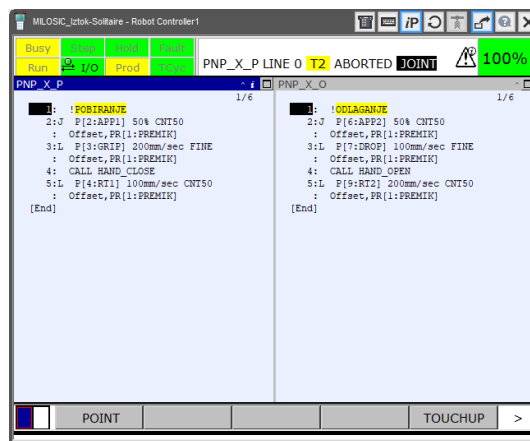 MILOSIC_Iztok-Solitaire - Robot Controller1
iP
Busy Step Hold Fault
Run I/O Prod TCyc
PNP_X_P LINE 0 T2 ABORTED JOINT
100%
PNP_X_P
1/6
1: !POBIRANJE
2:J P[2:APP1] 50% CNT50
: Offset,PR[1:PREMIK]
3:L P[3:GRIP] 200mm/sec FINE
: Offset,PR[1:PREMIK]
4: CALL HAND_CLOSE
5:L P[4:RT1] 100mm/sec CNT50
: Offset,PR[1:PREMIK]
[End]
PNP_X_O
1/6
1: !ODLAGANJE
2:J P[6:APP2] 50% CNT50
: Offset,PR[1:PREMIK]
3:L P[7:DROP] 100mm/sec FINE
: Offset,PR[1:PREMIK]
4: CALL HAND_OPEN
5:L P[9:RT2] 200mm/sec CNT50
: Offset,PR[1:PREMIK]
[End]
POINT
TOUCHUP
>